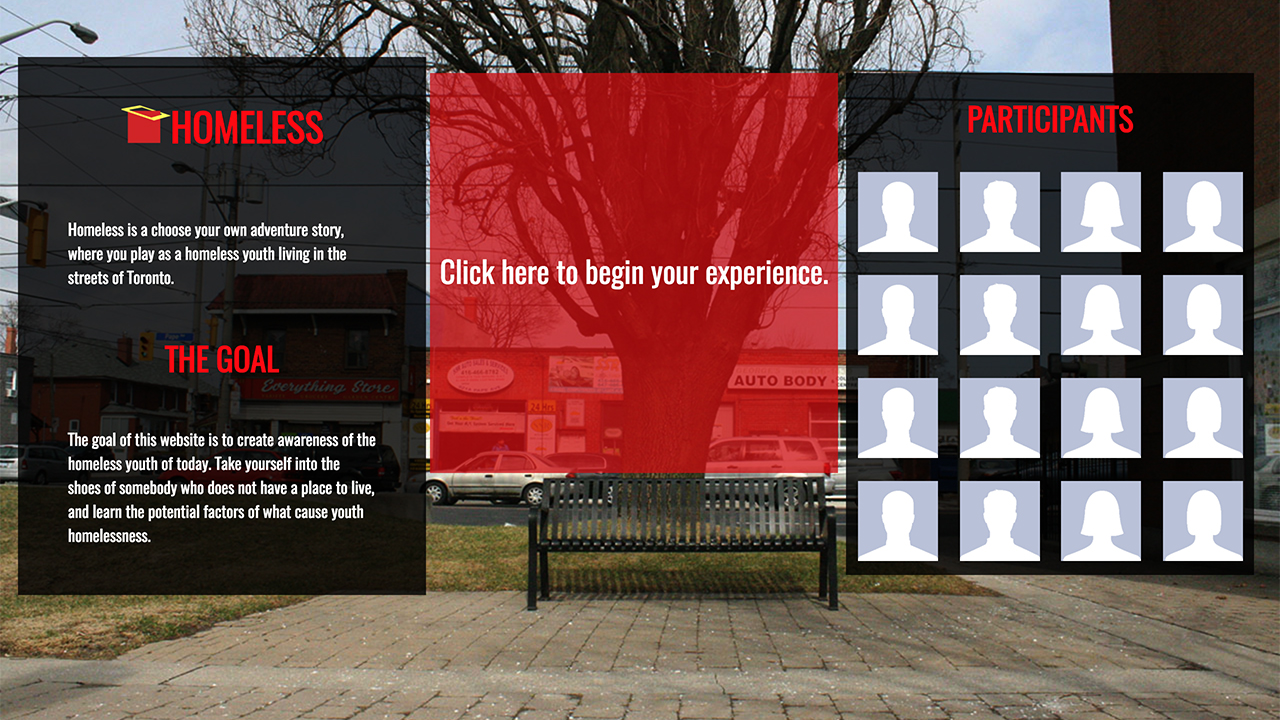 HOMELESS
Homeless is a choose your own adventure story,
where you play as a homeless youth living in the
streets of Toronto.
THE GOAL
The goal of this website is to create awareness of the
homeless youth of today. Take yourself into the
shoes of somebody who does not have a place to live,
and learn the potential factors of what cause youth
homelessness.
Click here to begin your experience.
PARTICIPANTS
Everything Store
AUTO BODY
24 Hrs